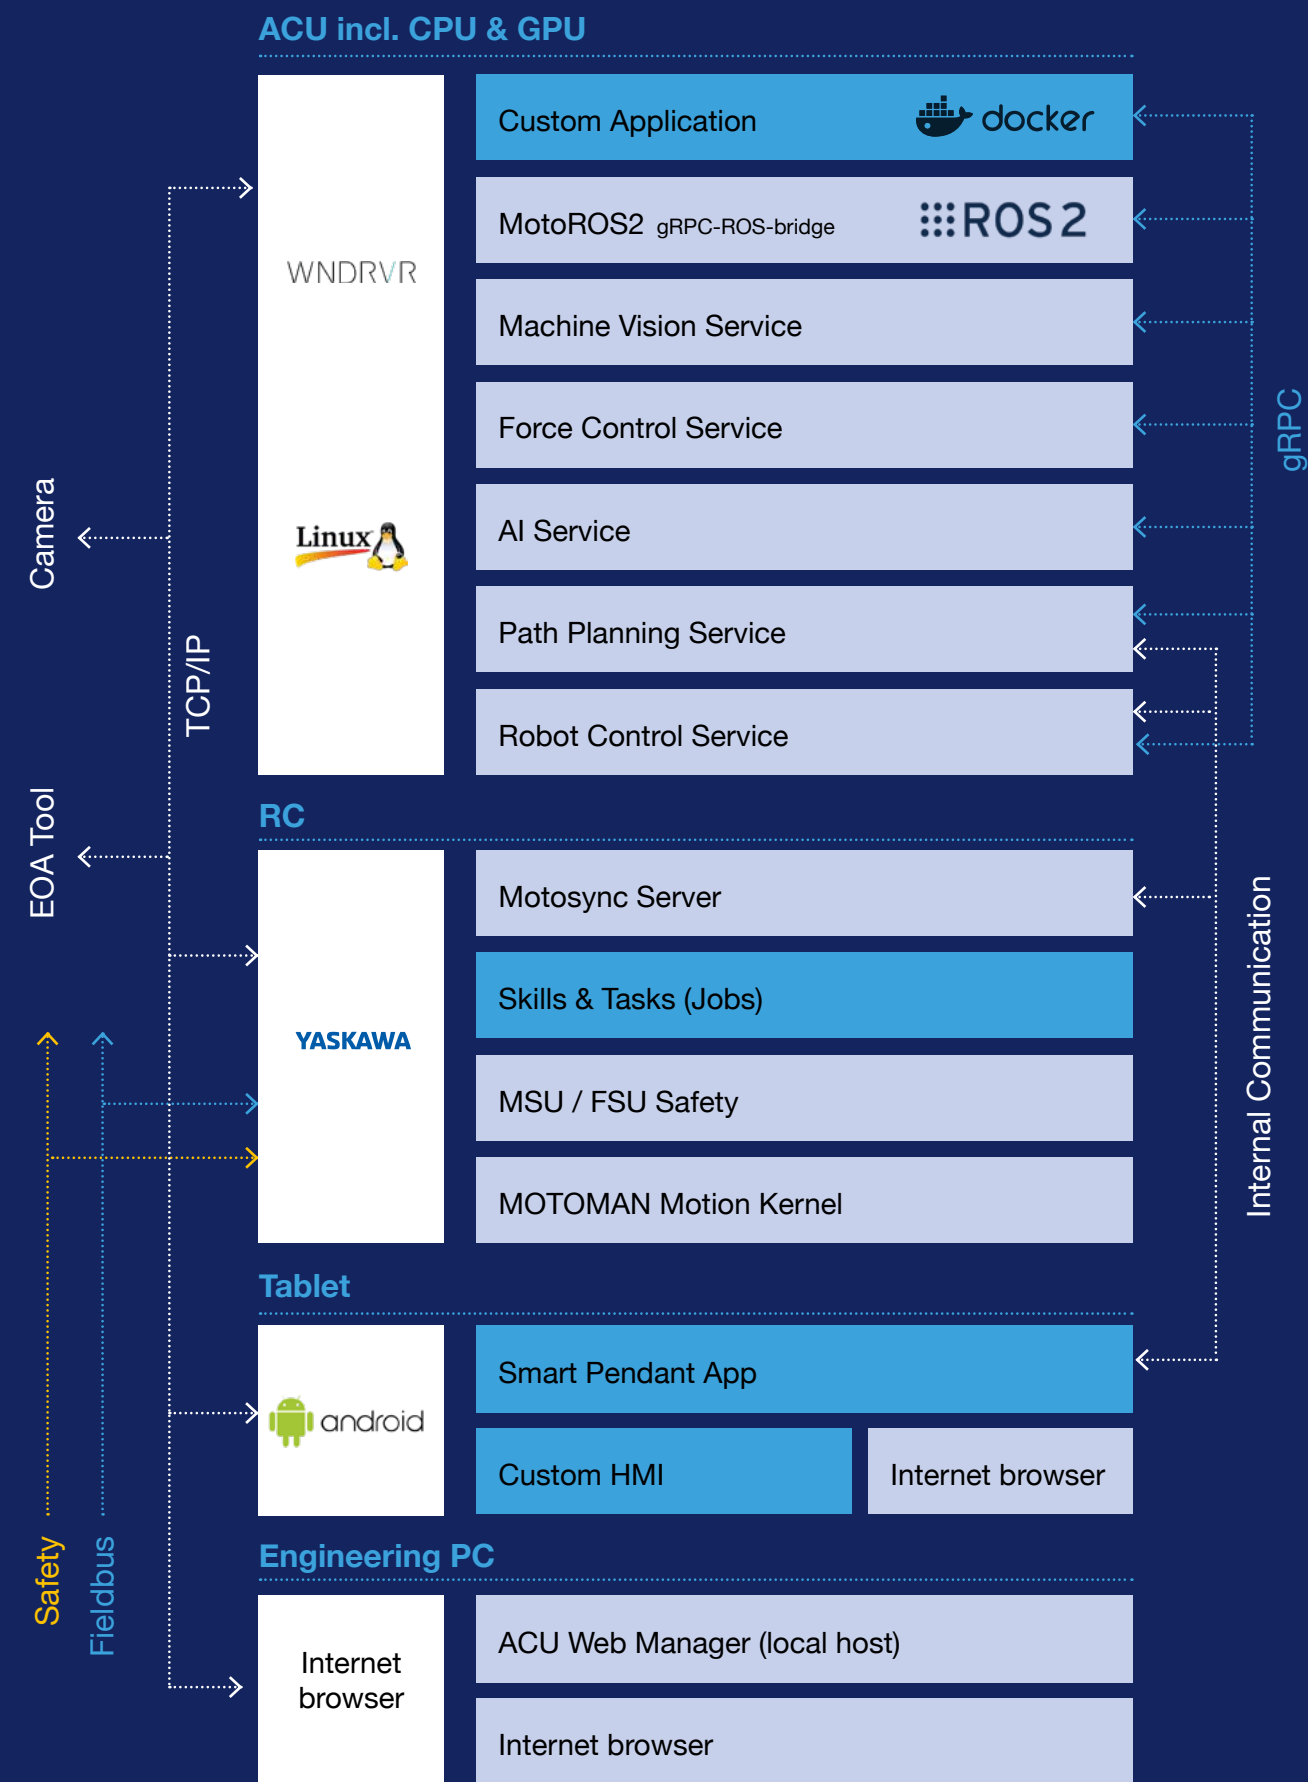 ACU incl. CPU & GPU
WNDRVR
Linux
Custom Application
docker
MotoROS2 gRPC-ROS-bridge
ROS2
Machine Vision Service
Force Control Service
AI Service
Path Planning Service
Robot Control Service
gRPC
Camera
TCP/IP
EOA Tool
RC
YASKAWA
Motosync Server
Skills & Tasks (Jobs)
MSU / FSU Safety
MOTOMAN Motion Kernel
Internal Communication
Tablet
android
Smart Pendant App
Custom HMI
Internet browser
Safety
Fieldbus
Engineering PC
Internet
browser
ACU Web Manager (local host)
Internet browser